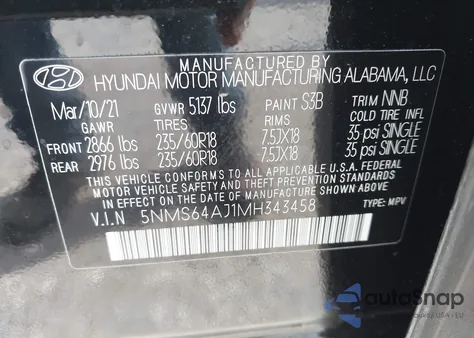 MANUFACTURED BY
HYUNDAI MOTOR MANUFACTURING ALABAMA, LLC
Mar/10/21 GVWR 5137 lbs PAINT S3B TRIM NNB
GAWR TIRES RIMS COLD TIRE INFL
FRONT 2866 lbs 235/60R18 7.5JX18 35 psi SINGLE
REAR 2976 lbs 235/60R18 7.5JX18 35 psi SINGLE
THIS VEHICLE CONFORMS TO ALL APPLICABLE U.S.A. FEDERAL
MOTOR VEHICLE SAFETY, BUMPER, AND THEFT PREVENTION
STANDARDS IN EFFECT ON THE DATE OF MANUFACTURE SHOWN
ABOVE.
V.I.N 5NMS64AJ1MH343458 TYPE: MPV
autoSnap